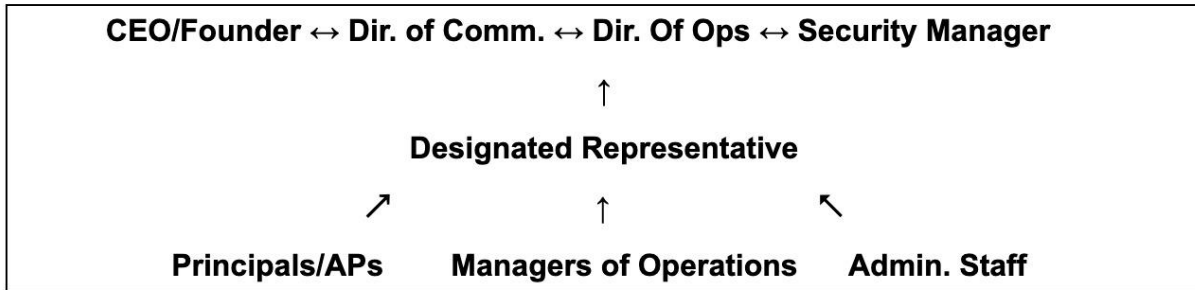 CEO/Founder ↔ Dir. of Comm. ↔ Dir. Of Ops ↔ Security Manager
↑
Designated Representative
↗ ↑ ↖
Principals/APs Managers of Operations Admin. Staff